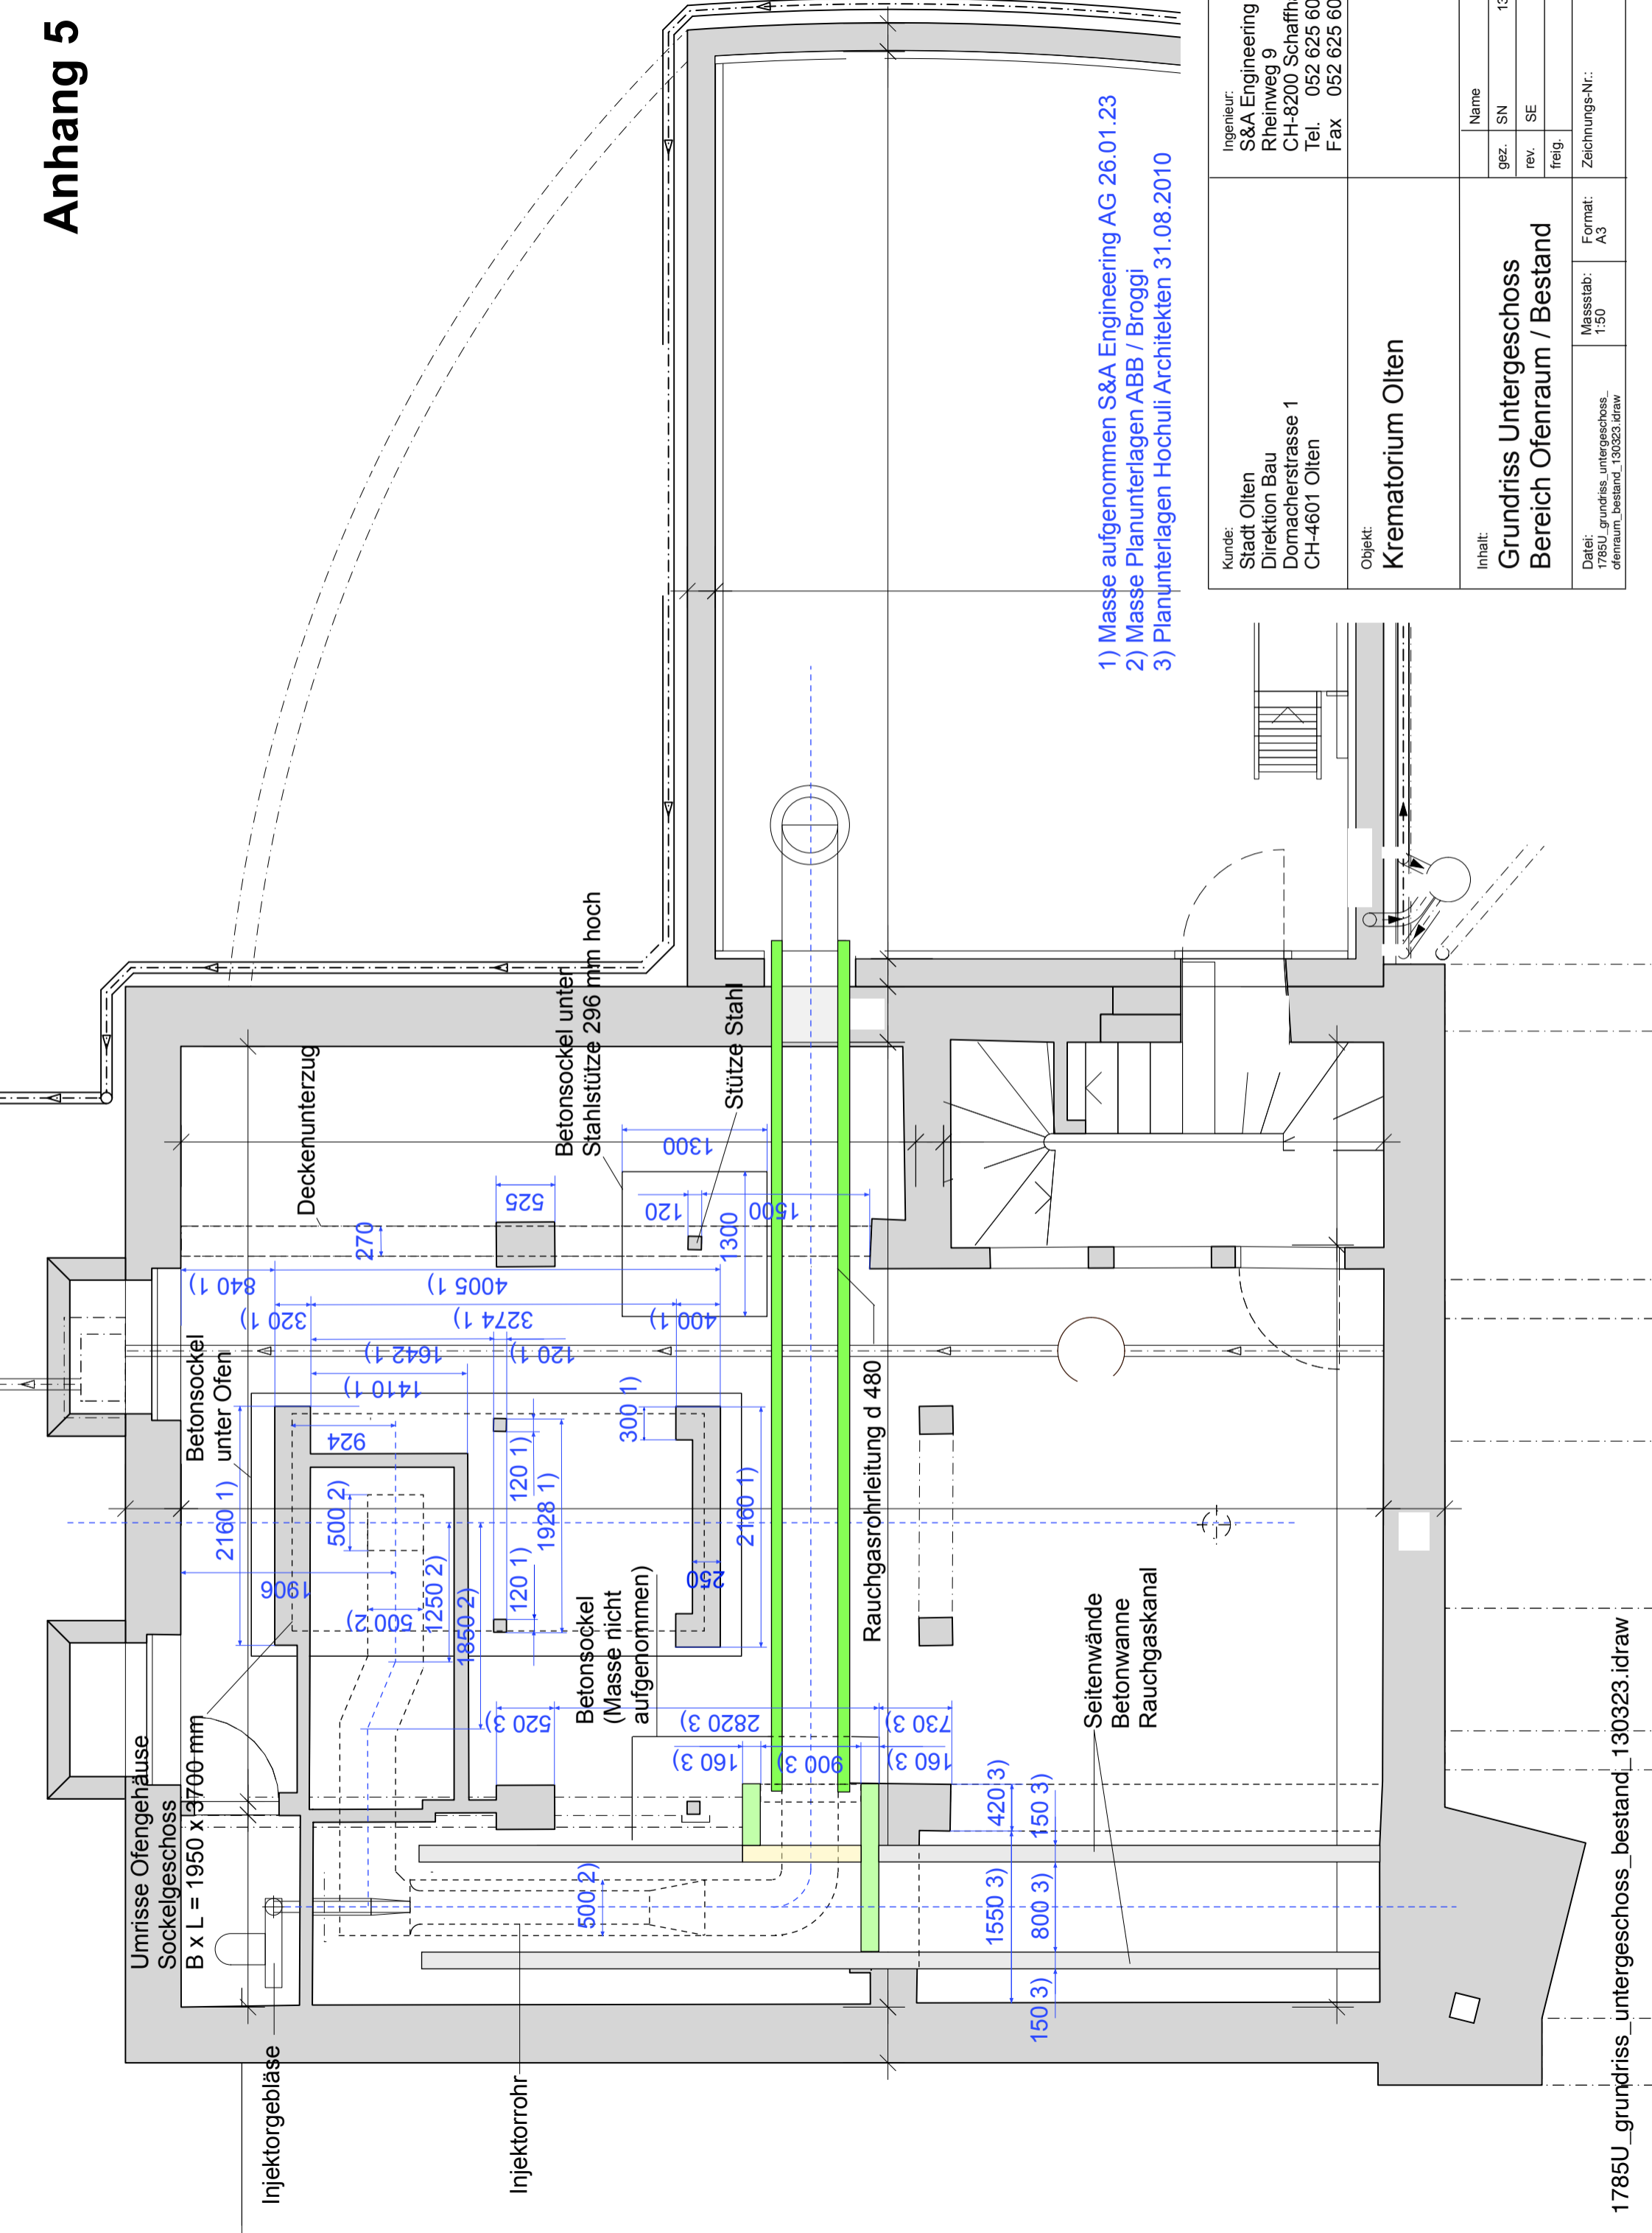 Anhang 5
Umrisse Ofengehäuse
Sockelgeschoss
B x L = 1950 x 3700 mm
Injektorgebläse
Injektorrohr
Betonsockel
unter Ofen
Deckenunterzug
Betonsockel unter
Stahlstütze 296 mm hoch
Stütze Stahl
Betonsockel
(Masse nicht
aufgenommen)
Rauchgasrohrleitung d 480
Seitenwände
Betonwanne
Rauchgaskanal
840 1)
320 1)
4005 1)
3274 1)
400 1)
1642 1)
120 1)
1410 1)
270
525
1300
120
1500
1300
2160 1)
924
500 2)
1906
500 2)
1250 2)
1850 2)
120 1)
1928 1)
120 1)
300 1)
250
2160 1)
520 3)
2820 3)
730 3)
160 3)
900 3)
160 3)
500 2)
420 3)
1550 3)
150 3)
800 3)
150 3)
1) Masse aufgenommen S&A Engineering AG 26.01.23
2) Masse Planunterlagen ABB / Broggi
3) Planunterlagen Hochuli Architekten 31.08.2010
Kunde:
Stadt Olten
Direktion Bau
Dornacherstrasse 1
CH-4601 Olten
Ingenieur:
S&A Engineering
Rheinweg 9
CH-8200 Schaffh
Tel. 052 625 60
Fax 052 625 60
Objekt:
Krematorium Olten
Inhalt:
Grundriss Untergeschoss
Bereich Ofenraum / Bestand
Name
gez. SN 13
rev. SE
freig.
Datei:
1785U_grundriss_untergeschoss_
ofenraum_bestand_130323.idraw
Massstab:
1:50
Format:
A3
Zeichnungs-Nr.:
1785U_grundriss_untergeschoss_bestand_130323.idraw